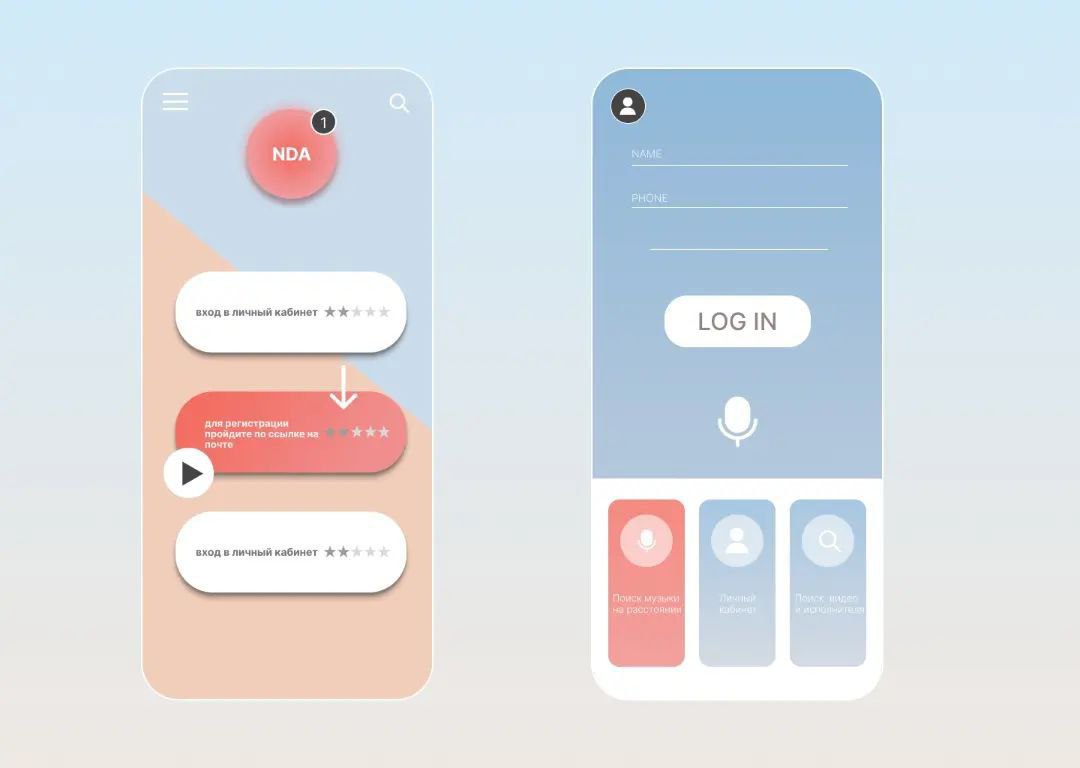 1
NDA
вход в личный кабинет
для регистрации
пройдите по ссылке на
почте
вход в личный кабинет
NAME
PHONE
LOG IN
Поиск музыки
на расстоянии
Личный
кабинет
Поиск видео
и исполнителя